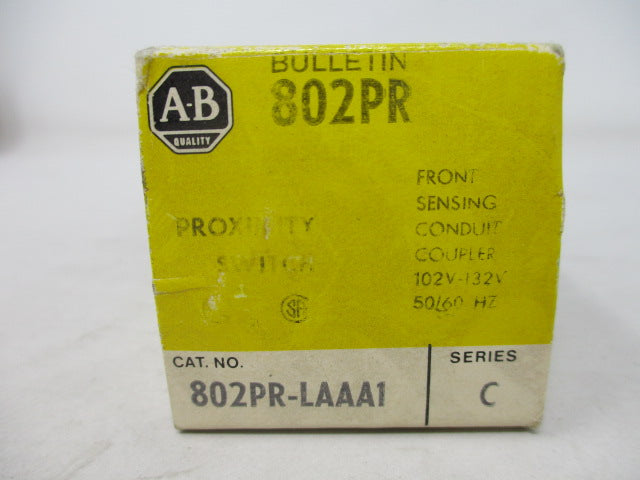 BULLETIN
802PR
A-B
QUALITY
PROXIMITY
SWITCH
FRONT
SENSING
CONDUIT
COUPLER
102V-132V
50/60 HZ
CAT. NO.
802PR-LAAA1
SERIES
C